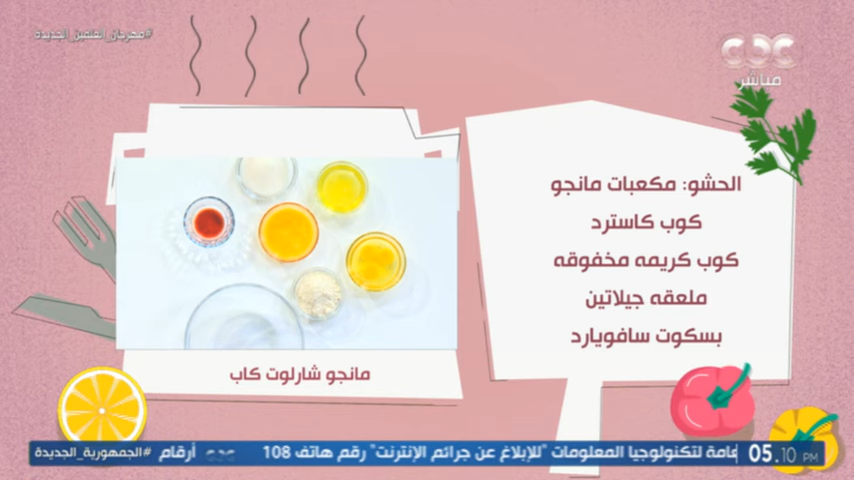 #مهرجان_العلمين_الجديدة
cbc
مباشر
الحشو: مكعبات مانجو
كوب كاسترد
كوب كريمه مخفوقه
ملعقه جيلاتين
بسكوت سافويارد
مانجو شارلوت كاب
#الجمهورية_الجديدة أرقام cbc عامة لتكنولوجيا المعلومات "للإبلاغ عن جرائم الإنترنت" رقم هاتف 108
05.10 PM